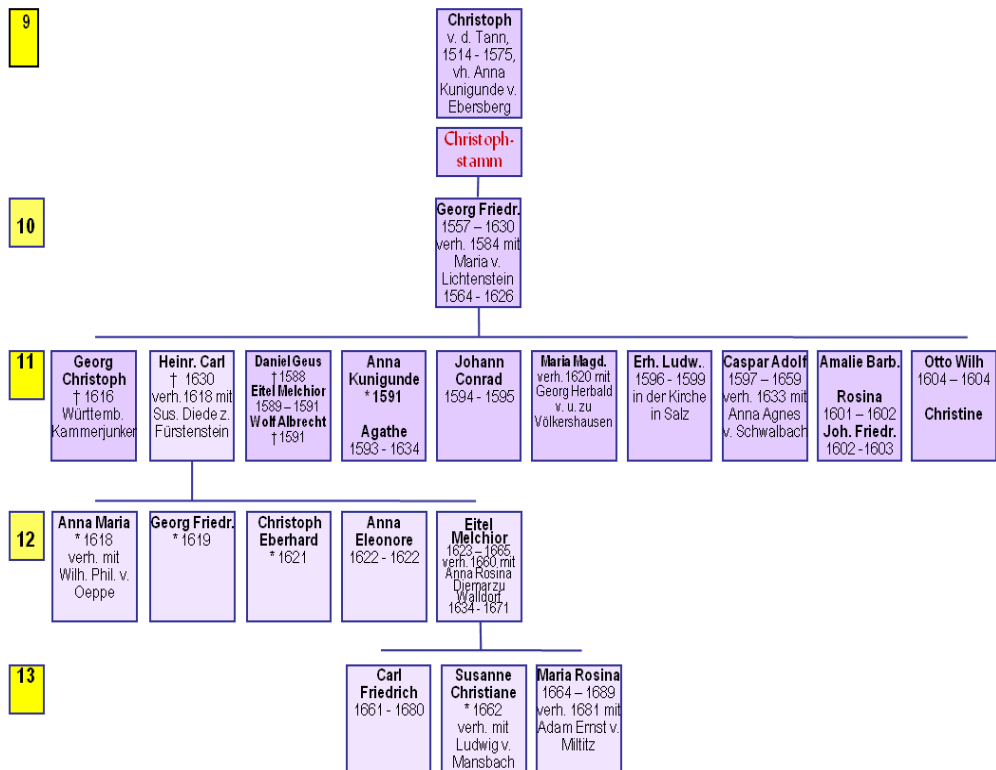 9
Christoph
v. d. Tann,
1514 - 1575,
vh. Anna
Kunigunde v.
Ebersberg
Christoph-
stamm
10
Georg Friedr.
1557 – 1630
verh. 1584 mit
Maria v.
Lichtenstein
1564 - 1626
11
Georg
Christoph
† 1616
Württemb.
Kammerjunker
Heinr. Carl
† 1630
verh. 1618 mit
Sus. Diede z.
Fürstenstein
Daniel Geus
† 1588
Eitel Melchior
1589 – 1591
Wolf Albrecht
† 1591
Anna
Kunigunde
* 1591
Agathe
1593 - 1634
Johann
Conrad
1594 - 1595
Maria Magd.
verh. 1620 mit
Georg Herbald
v. u. zu
Völkershausen
Erh. Ludw..
1596 - 1599
in der Kirche
in Salz
Caspar Adolf
1597 – 1659
verh. 1633 mit
Anna Agnes
v. Schwalbach
Amalie Barb.
Rosina
1601 – 1602
Joh. Friedr.
1602 -1603
Otto Wilh
1604 – 1604
Christine
12
Anna Maria
* 1618
verh. mit
Wilh. Phil. v.
Oeppe
Georg Friedr.
* 1619
Christoph
Eberhard
* 1621
Anna
Eleonore
1622 - 1622
Eitel
Melchior
1623 – 1665
verh. 1660 mit
Anna Rosina
Diemar zu
Walldorf
1634 - 1671
13
Carl
Friedrich
1661 - 1680
Susanne
Christiane
* 1662
verh. mit
Ludwig v.
Mansbach
Maria Rosina
1664 – 1689
verh. 1681 mit
Adam Ernst v.
Miltitz